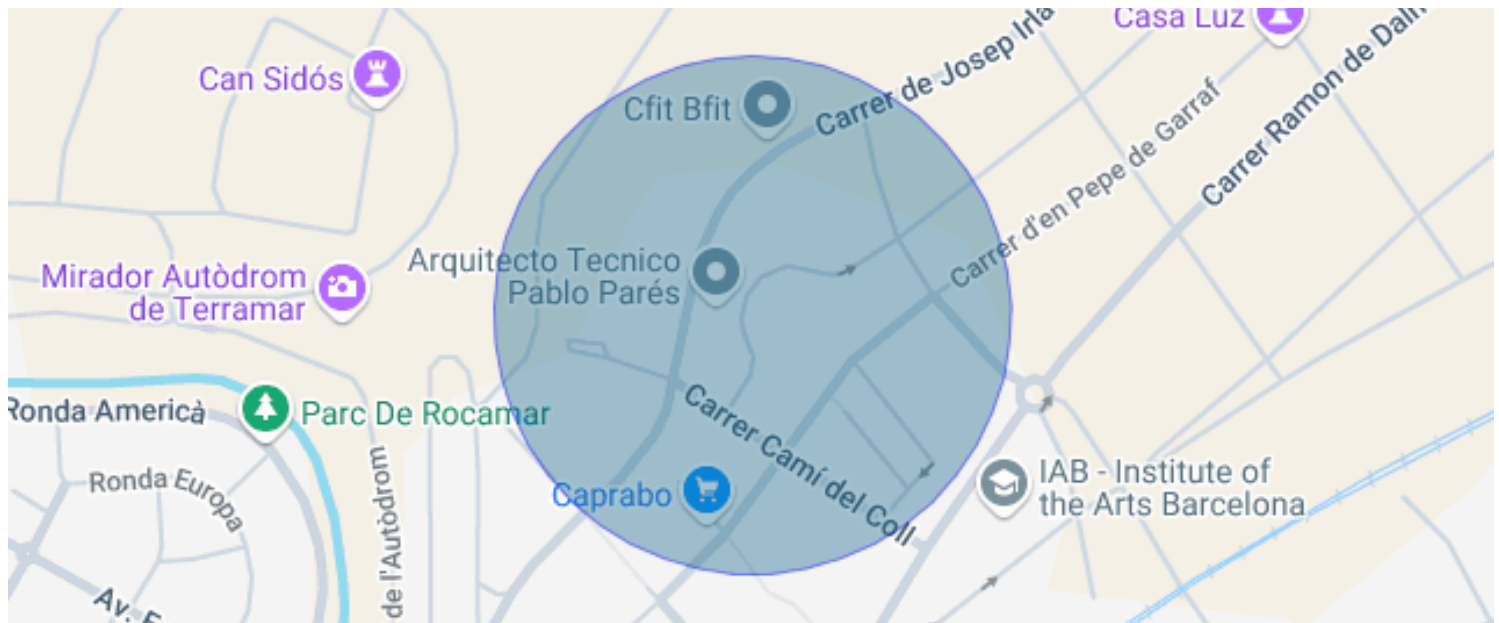 Casa Luz
Carrer de Josep Irla
Can Sidós
Cfit Bfit
Carrer Ramon de
Carrer d'en Pepe de Garraf
Arquitecto Tecnico
Pablo Parés
Mirador Autòdrom
de Terramar
Ronda Americà
Parc De Rocamar
Carrer Camí del Coll
Ronda Europa
Caprabo
IAB - Institute of
the Arts Barcelona
de l'Autòdrom
Av.